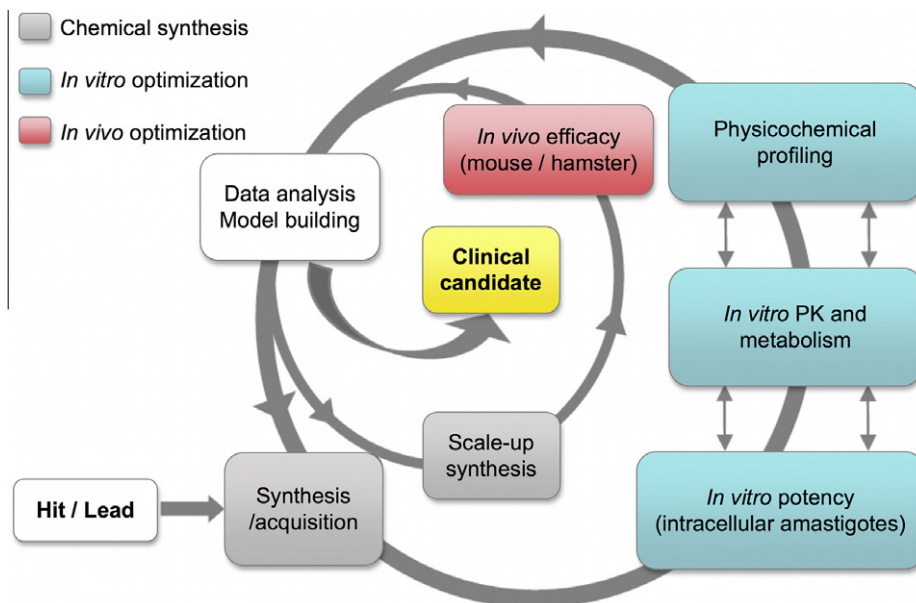 Chemical synthesis
In vitro optimization
In vivo optimization
Data analysis
Model building
In vivo efficacy
(mouse / hamster)
Physicochemical
profiling
Clinical
candidate
In vitro PK and
metabolism
Scale-up
synthesis
Hit / Lead
Synthesis
/acquisition
In vitro potency
(intracellular amastigotes)